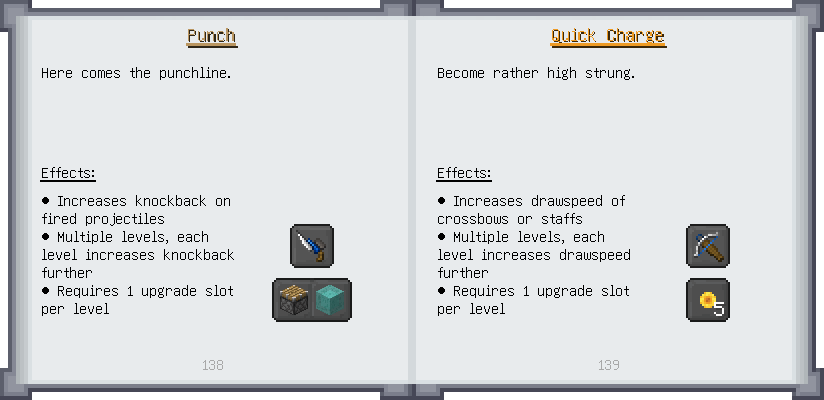 Punch
Here comes the punchline.
Effects:
● Increases knockback on
fired projectiles
● Multiple levels, each
level increases knockback
further
● Requires 1 upgrade slot
per level
138
Quick Charge
Become rather high strung.
Effects:
● Increases drawspeed of
crossbows or staffs
● Multiple levels, each
level increases drawspeed
further
● Requires 1 upgrade slot
per level
5
139